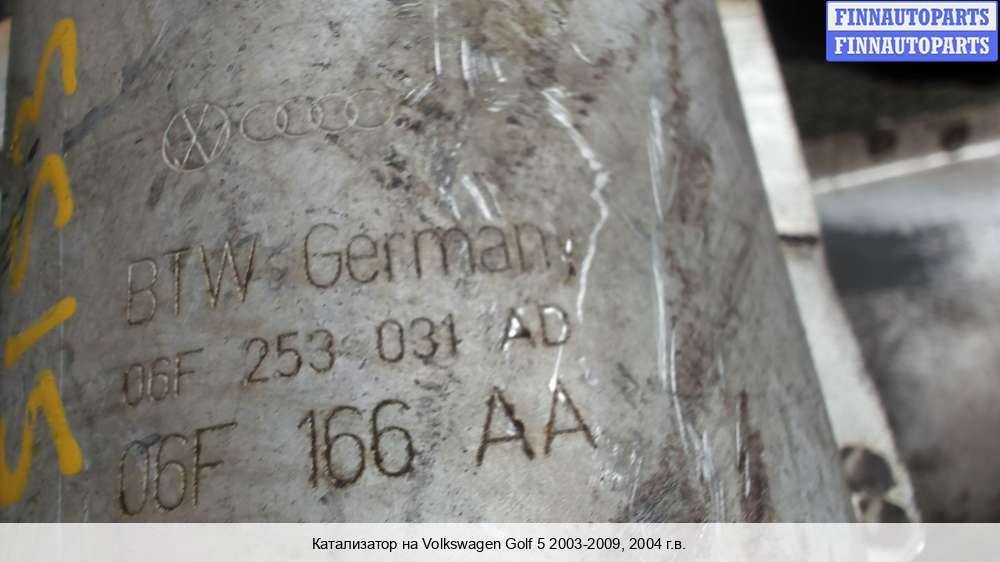 FINNAUTOPARTS
FINNAUTOPARTS
BTW Germany
06F 253 031 AD
06F 166 AA
Катализатор на Volkswagen Golf 5 2003-2009, 2004 г.в.